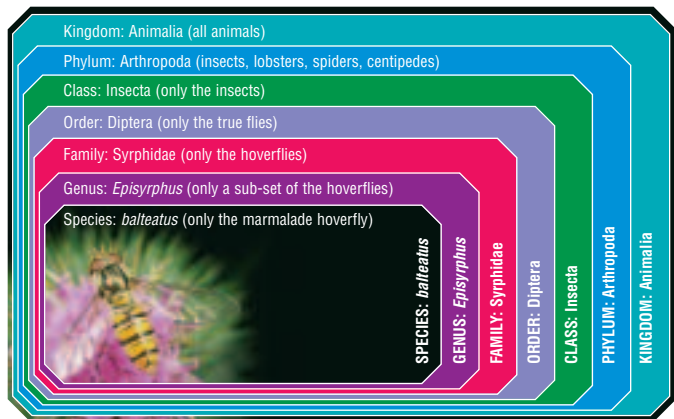 Kingdom: Animalia (all animals)
Phylum: Arthropoda (insects, lobsters, spiders, centipedes)
Class: Insecta (only the insects)
Order: Diptera (only the true flies)
Family: Syrphidae (only the hoverflies)
Genus: Episyrphus (only a sub-set of the hoverflies)
Species: balteatus (only the marmalade hoverfly)
SPECIES: balteatus
GENUS: Episyrphus
FAMILY: Syrphidae
ORDER: Diptera
CLASS: Insecta
PHYLUM: Arthropoda
KINGDOM: Animalia